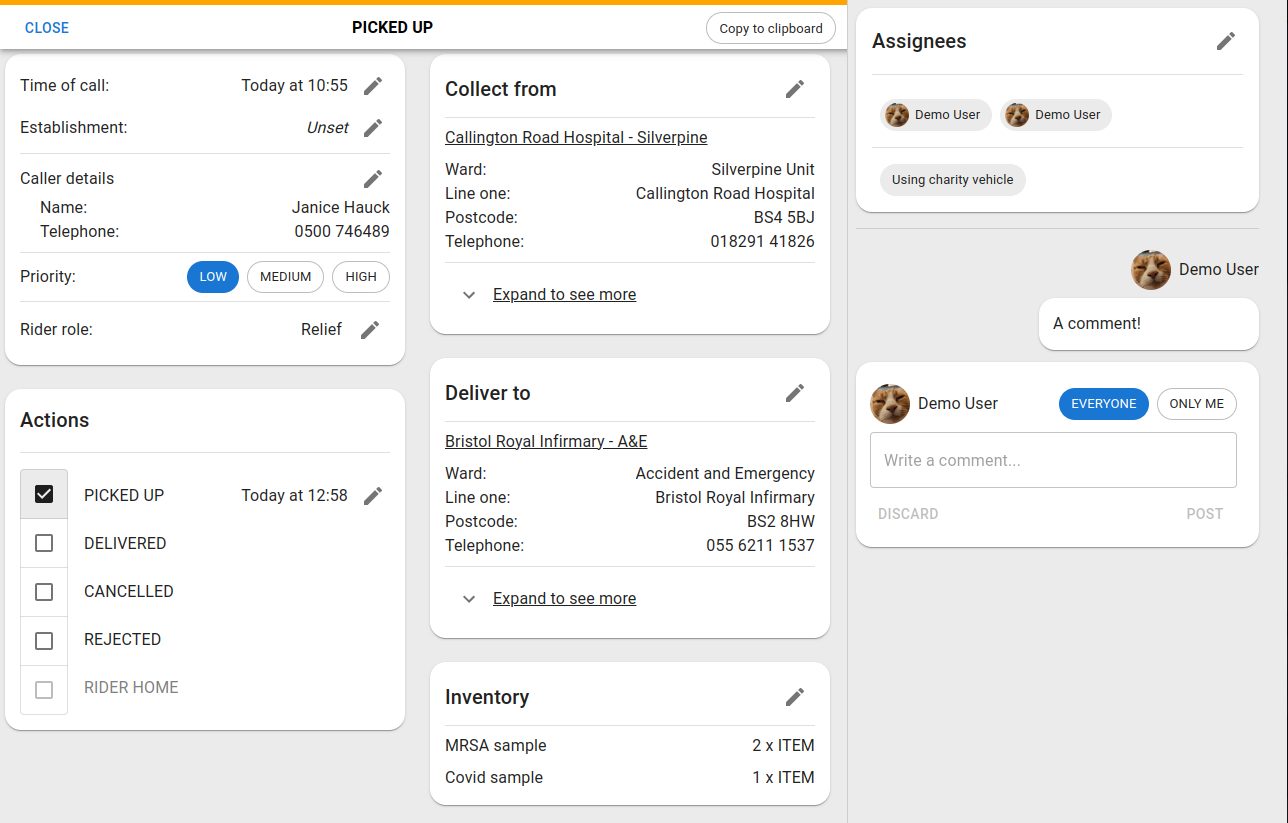 CLOSE
PICKED UP
Copy to clipboard
Time of call: Today at 10:55
Establishment: Unset
Caller details
Name: Janice Hauck
Telephone: 0500 746489
Priority: LOW MEDIUM HIGH
Rider role: Relief
Actions
PICKED UP Today at 12:58
DELIVERED
CANCELLED
REJECTED
RIDER HOME
Collect from
Callington Road Hospital - Silverpine
Ward: Silverpine Unit
Line one: Callington Road Hospital
Postcode: BS4 5BJ
Telephone: 018291 41826
Expand to see more
Deliver to
Bristol Royal Infirmary - A&E
Ward: Accident and Emergency
Line one: Bristol Royal Infirmary
Postcode: BS2 8HW
Telephone: 055 6211 1537
Expand to see more
Inventory
MRSA sample 2 x ITEM
Covid sample 1 x ITEM
Assignees
Demo User Demo User
Using charity vehicle
Demo User
A comment!
Demo User EVERYONE ONLY ME
Write a comment...
DISCARD POST